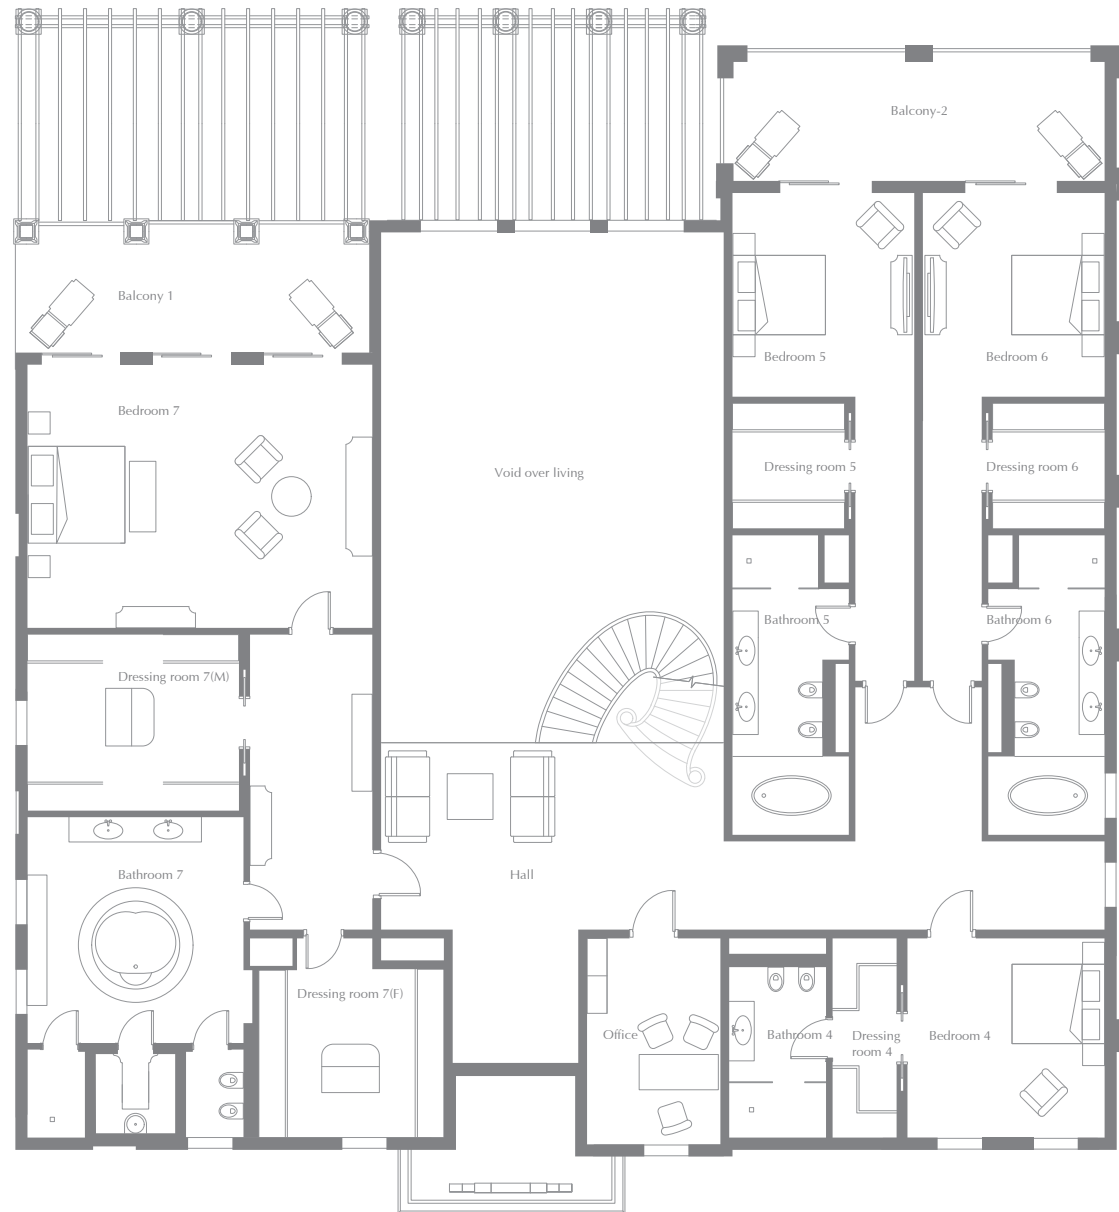 Balcony-2
Balcony 1
Bedroom 5
Bedroom 6
Bedroom 7
Void over living
Dressing room 5
Dressing room 6
Bathroom 5
Bathroom 6
Dressing room 7(M)
Bathroom 7
Hall
Dressing room 7(F)
Office
Bathroom 4
Dressing
room 4
Bedroom 4